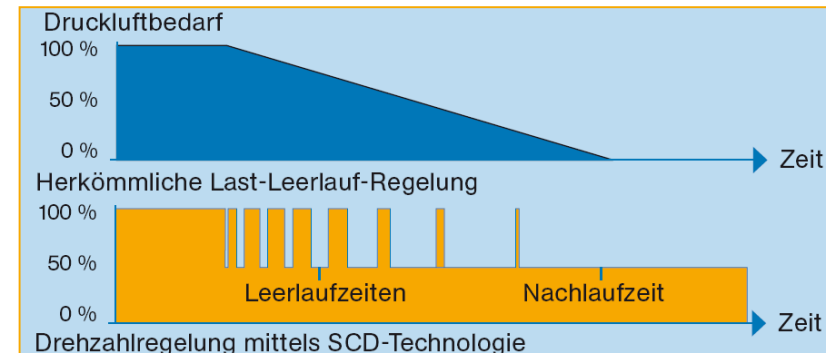 Druckluftbedarf
100 %
50 %
0 %
Zeit
Herkömmliche Last-Leerlauf-Regelung
100 %
50 %
Leerlaufzeiten Nachlaufzeit
0 %
Zeit
Drehzahlregelung mittels SCD-Technologie